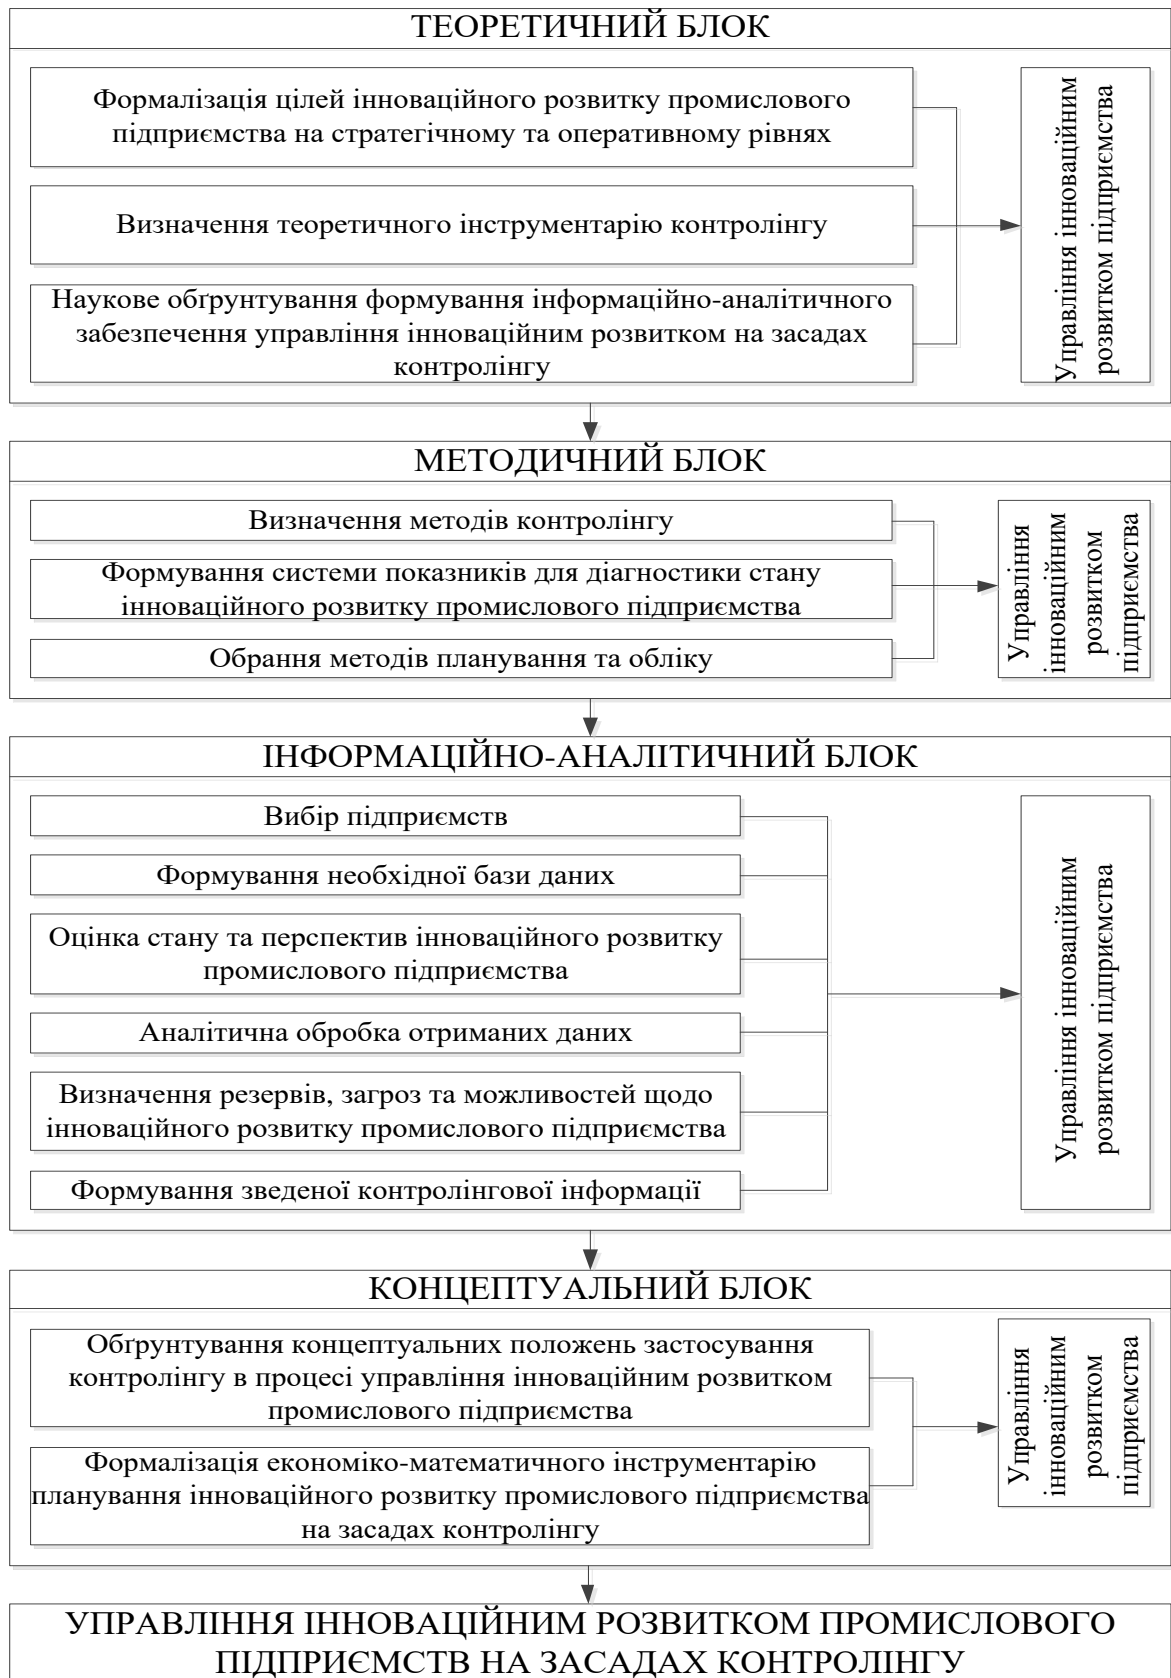 ТЕОРЕТИЧНИЙ БЛОК
Формалізація цілей інноваційного розвитку промислового
підприємства на стратегічному та оперативному рівнях
Визначення теоретичного інструментарію контролінгу
Наукове обґрунтування формування інформаційно-аналітичного
забезпечення управління інноваційним розвитком на засадах
контролінгу
Управління інноваційним
розвитком підприємства
МЕТОДИЧНИЙ БЛОК
Визначення методів контролінгу
Формування системи показників для діагностики стану
інноваційного розвитку промислового підприємства
Обрання методів планування та обліку
Управління
інноваційним
розвитком
підприємства
ІНФОРМАЦІЙНО-АНАЛІТИЧНИЙ БЛОК
Вибір підприємств
Формування необхідної бази даних
Оцінка стану та перспектив інноваційного розвитку
промислового підприємства
Аналітична обробка отриманих даних
Визначення резервів, загроз та можливостей щодо
інноваційного розвитку промислового підприємства
Формування зведеної контролінгової інформації
Управління інноваційним
розвитком підприємства
КОНЦЕПТУАЛЬНИЙ БЛОК
Обґрунтування концептуальних положень застосування
контролінгу в процесі управління інноваційним розвитком
промислового підприємства
Формалізація економіко-математичного інструментарію
планування інноваційного розвитку промислового підприємства
на засадах контролінгу
Управління
інноваційним
розвитком
підприємства
УПРАВЛІННЯ ІННОВАЦІЙНИМ РОЗВИТКОМ ПРОМИСЛОВОГО
ПІДПРИЄМСТВ НА ЗАСАДАХ КОНТРОЛІНГУ